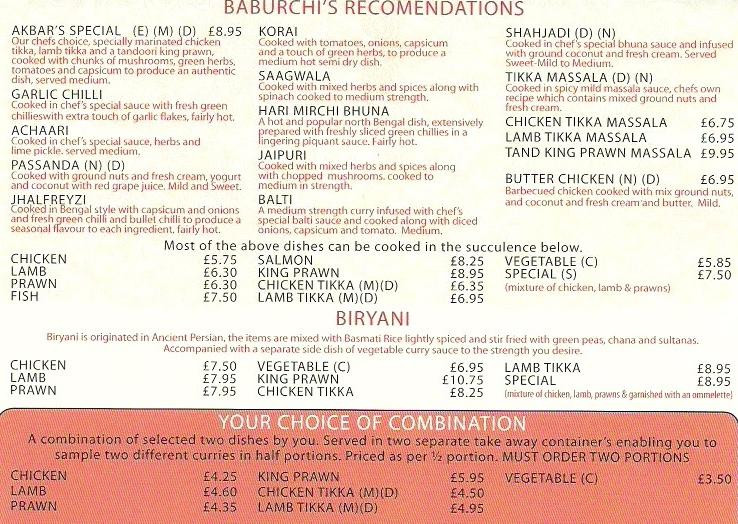 BABURCHI'S RECOMENDATIONS
AKBAR'S SPECIAL (E) (M) (D) £8.95
Our chefs choice, specially marinated chicken
tikka, lamb tikka and a tandoori king prawn,
cooked with chunks of mushrooms, green herbs,
tomatoes and capsicum to produce an authentic
dish, served medium.
GARLIC CHILLI
Cooked in chef's special sauce with fresh green
chillieswith extra touch of garlic flakes, fairly hot.
ACHAARI
Cooked in chef's special sauce, herbs and
lime pickle. served medium.
PASSANDA (N) (D)
Cooked with ground nuts and fresh cream, yogurt
and coconut with red grape juice. Mild and Sweet.
JHALFREYZI
Cooked in Bengal style with capsicum and onions
and fresh green chilli and bullet chilli to produce a
seasonal flavour to each ingredient, fairly hot.
KORAI
Cooked with tomatoes, onions, capsicum
and a touch of green herbs, to produce a
medium hot semi dry dish.
SAAGWALA
Cooked with mixed herbs and spices along with
spinach cooked to medium strength.
HARI MIRCHI BHUNA
A hot and popular north Bengal dish, extensively
prepared with freshly sliced green chillies in a
lingering piquant sauce. Fairly hot.
JAIPURI
Cooked with mixed herbs and spices along
with chopped mushrooms. cooked to
medium in strength.
BALTI
A medium strength curry infused with chef's
special balti sauce and cooked along with diced
onions, capsicum and tomato. Medium.
SHAHJADI (D) (N)
Cooked in chef's special bhuna sauce and infused
with ground coconut and fresh cream. Served
Sweet-Mild to Medium.
TIKKA MASSALA (D) (N)
Cooked in spicy mild massala sauce, chefs own
recipe which contains mixed ground nuts and
fresh cream.
CHICKEN TIKKA MASSALA £6.75
LAMB TIKKA MASSALA £6.95
TAND KING PRAWN MASSALA £9.95
BUTTER CHICKEN (N) (D) £6.95
Barbecued chicken cooked with mix ground nuts,
and coconut and fresh cream and butter. Mild.
Most of the above dishes can be cooked in the succulence below.
CHICKEN £5.75
LAMB £6.30
PRAWN £6.30
FISH £7.50
SALMON £8.25
KING PRAWN £8.95
CHICKEN TIKKA (M)(D) £6.35
LAMB TIKKA (M)(D) £6.95
VEGETABLE (C) £5.85
SPECIAL (S) £7.50
(mixture of chicken, lamb & prawns)
BIRYANI
Biryani is originated in Ancient Persian, the items are mixed with Basmati Rice lightly spiced and stir fried with green peas, chana and sultanas.
Accompanied with a separate side dish of vegetable curry sauce to the strength you desire.
CHICKEN £7.50
LAMB £7.95
PRAWN £7.95
VEGETABLE (C) £6.95
KING PRAWN £10.75
CHICKEN TIKKA £8.25
LAMB TIKKA £8.95
SPECIAL £8.95
(mixture of chicken, lamb, prawns & garnished with an ommelette)
YOUR CHOICE OF COMBINATION
A combination of selected two dishes by you. Served in two separate take away container's enabling you to
sample two different curries in half portions. Priced as per ½ portion. MUST ORDER TWO PORTIONS
CHICKEN £4.25
LAMB £4.60
PRAWN £4.35
KING PRAWN £5.95
CHICKEN TIKKA (M)(D) £4.50
LAMB TIKKA (M)(D) £4.95
VEGETABLE (C) £3.50